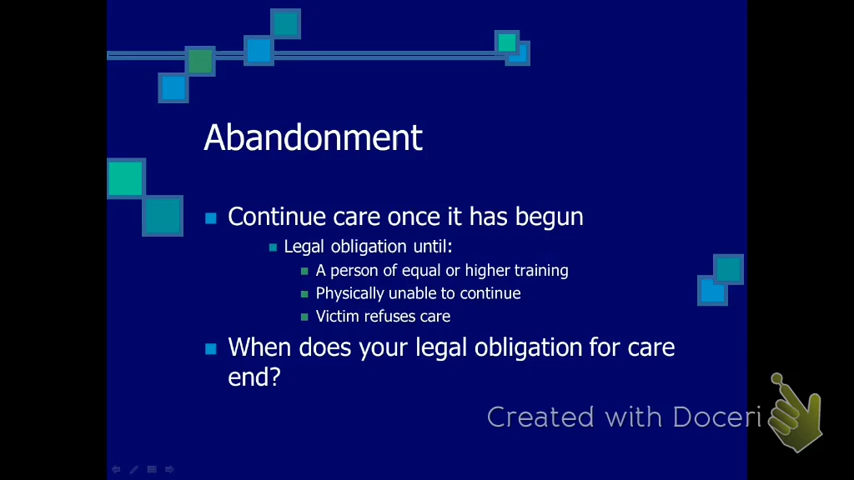 Abandonment
Continue care once it has begun
Legal obligation until:
A person of equal or higher training
Physically unable to continue
Victim refuses care
When does your legal obligation for care
end?
Created with Doceri